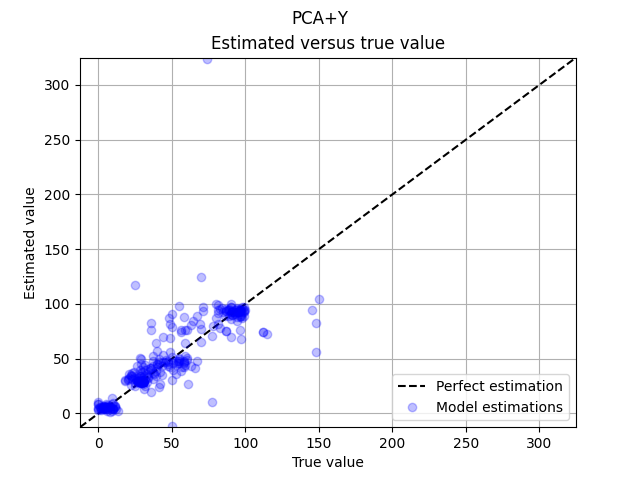 PCA+Y
Estimated versus true value
300
250
200
150
100
50
0
Estimated value
0 50 100 150 200 250 300
True value
Perfect estimation
Model estimations